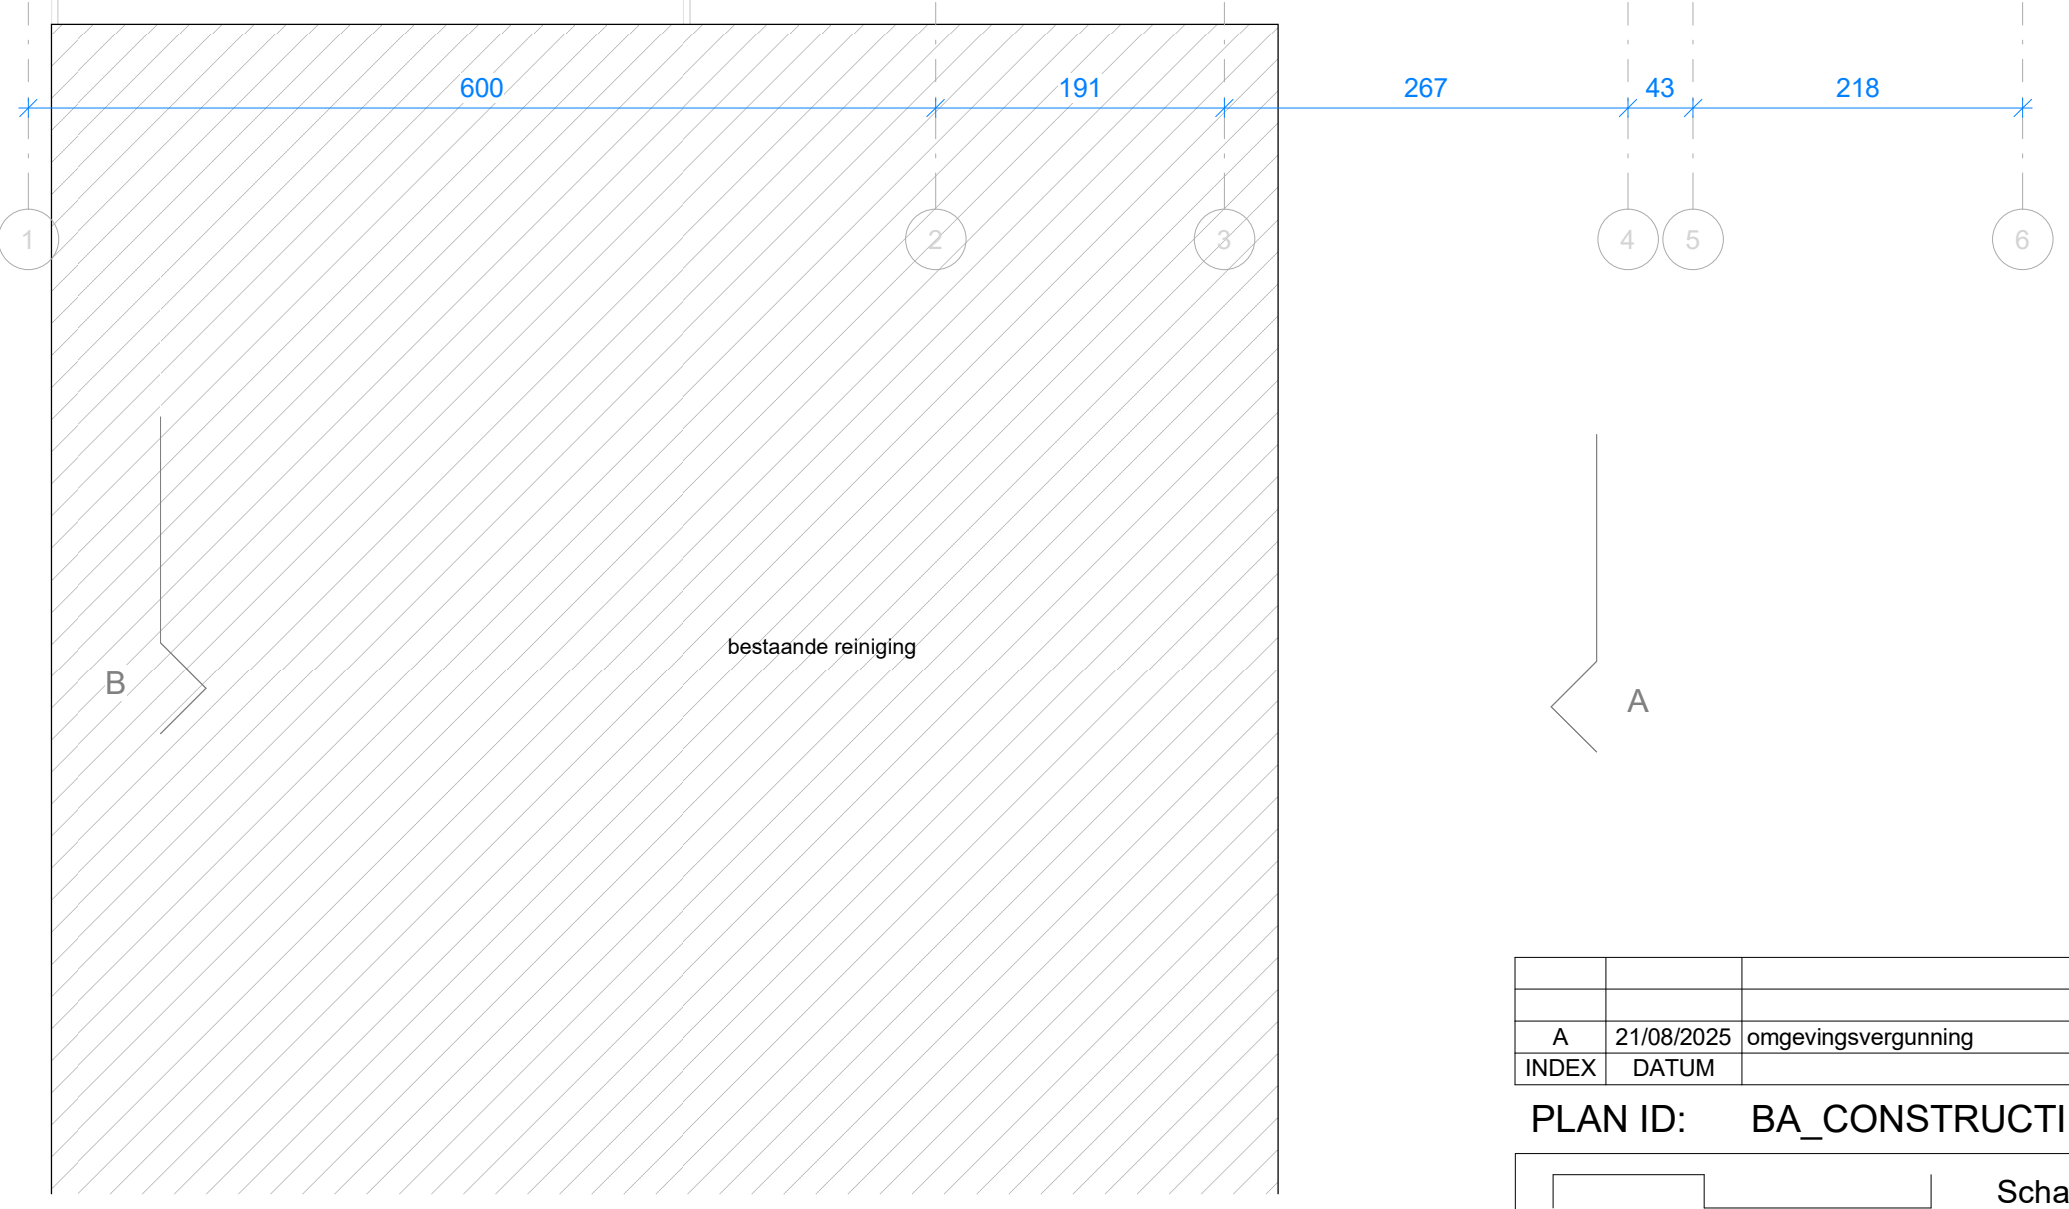 600 191 267 43 218
1 2 3 4 5 6
bestaande reiniging
B
A
A 21/08/2025 omgevingsvergunning
INDEX DATUM
PLAN ID: BA_CONSTRUCTI
Scha